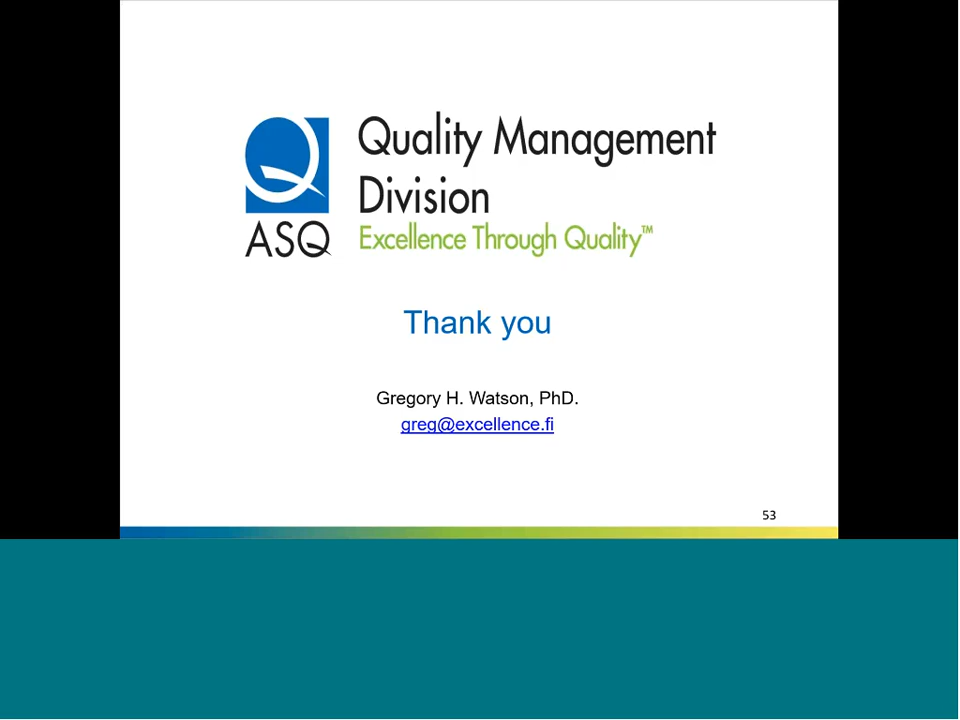 Quality Management
Division
ASQ
Excellence Through Quality™
Thank you
Gregory H. Watson, PhD.
greg@excellence.fi
53